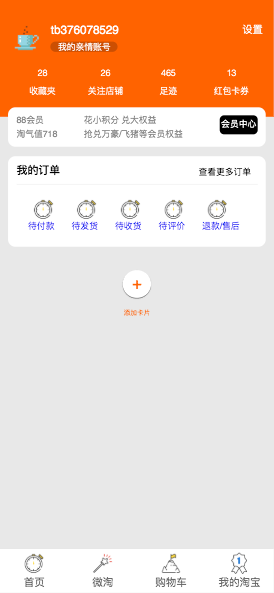 tb376078529
设置
我的亲情账号
28 26 465 13
收藏夹 关注店铺 足迹 红包卡券
88会员 花小积分 兑大权益
淘气值718 抢兑万豪/飞猪等会员权益
会员中心
我的订单 查看更多订单
待付款 待发货 待收货 待评价 退款/售后
+
添加卡片
1
首页 微淘 购物车 我的淘宝